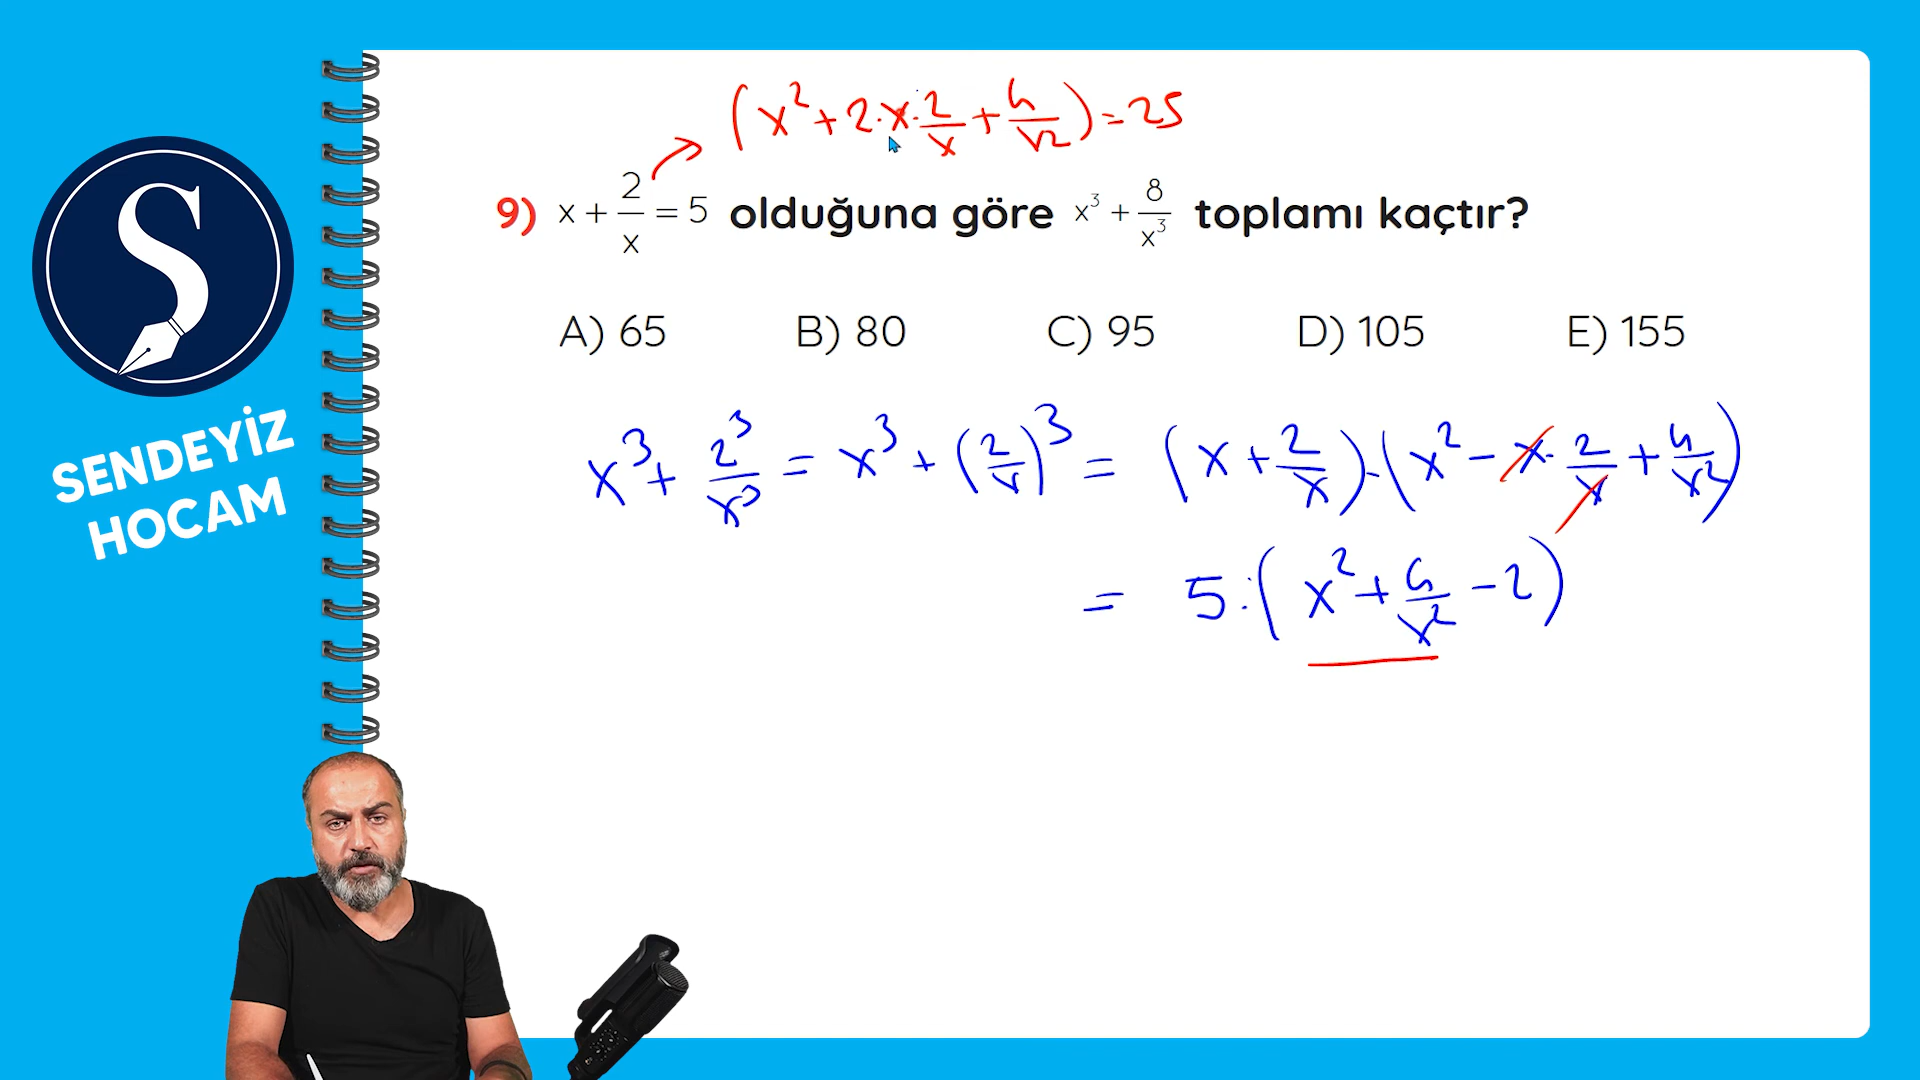 (x² + 2·x·2/x + 4/x²) = 25
9) x + 2/x = 5 olduğuna göre x³ + 8/x³ toplamı kaçtır?
A) 65 B) 80 C) 95 D) 105 E) 155
x³ + 2³/x³ = x³ + (2/x)³ = (x + 2/x)·(x² - x·2/x + 4/x²)
= 5·(x² + 4/x² - 2)
S
SENDEYİZ
HOCAM